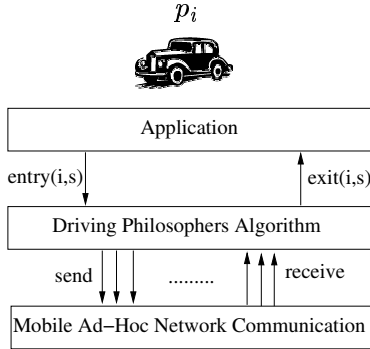 p_i
Application
entry(i,s)
exit(i,s)
Driving Philosophers Algorithm
send
.........
receive
Mobile Ad−Hoc Network Communication